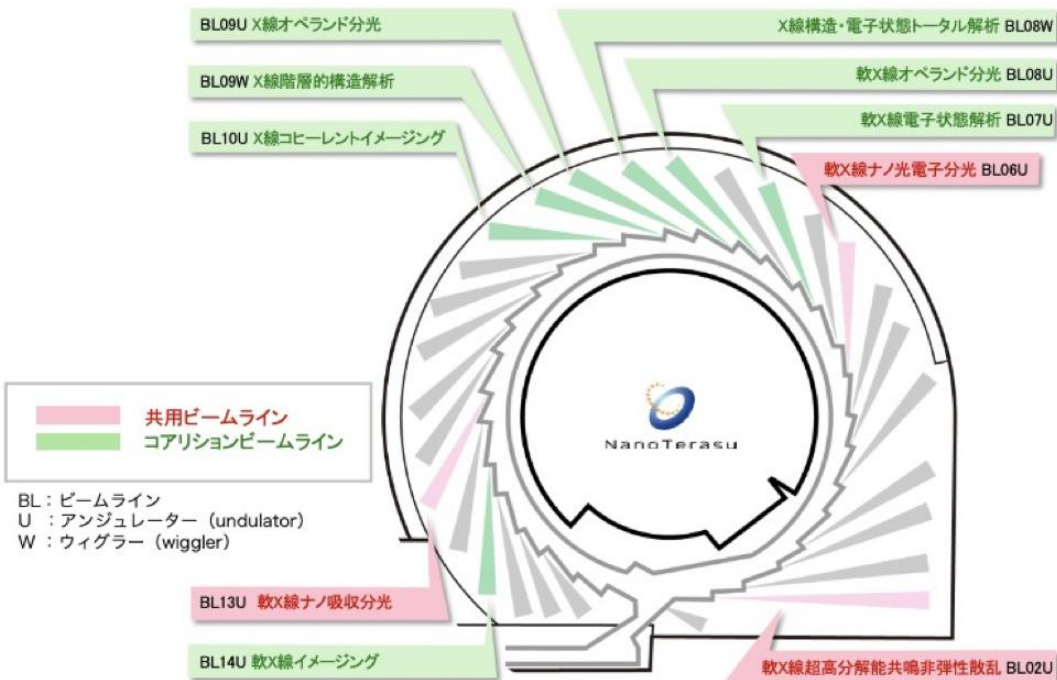 BL09U X線オペランド分光
X線構造・電子状態トータル解析 BL08W
BL09W X線階層的構造解析
軟X線オペランド分光 BL08U
BL10U X線コヒーレントイメージング
軟X線電子状態解析 BL07U
軟X線ナノ光電子分光 BL06U
NanoTerasu
共用ビームライン
コアリションビームライン
BL：ビームライン
U ：アンジュレーター（undulator）
W ：ウィグラー（wiggler）
BL13U 軟X線ナノ吸収分光
BL14U 軟X線イメージング
軟X線超高分解能共鳴非弾性散乱 BL02U